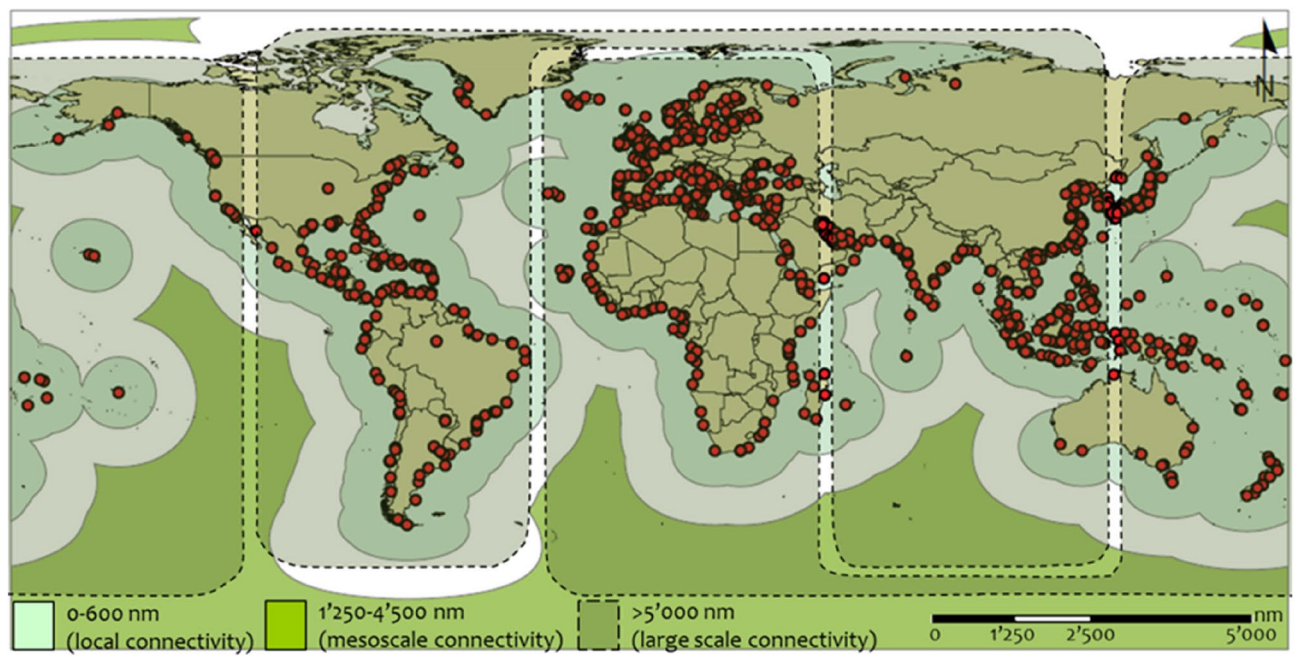 N
0-600 nm
(local connectivity)
1'250-4'500 nm
(mesoscale connectivity)
>5'000 nm
(large scale connectivity)
nm
0 1'250 2'500 5'000